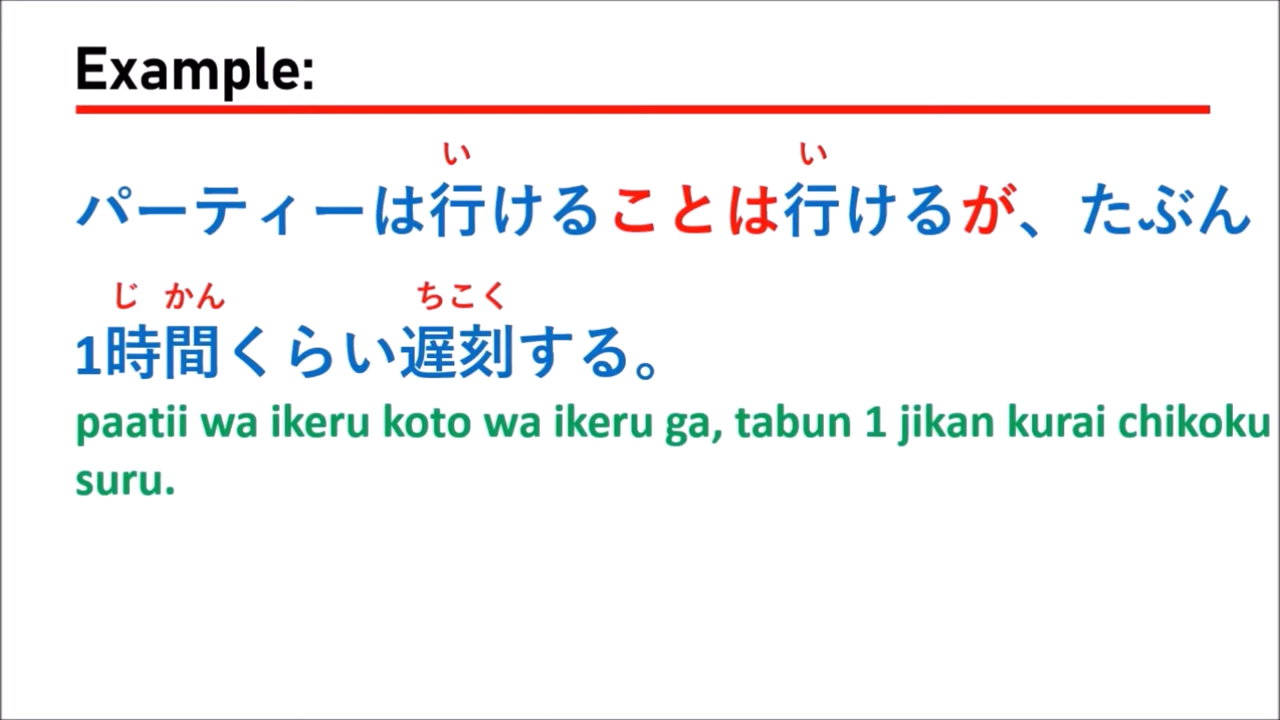 Example:
い い
パーティーは行けることは行けるが、たぶん
じ かん ちこく
1時間くらい遅刻する。
paatii wa ikeru koto wa ikeru ga, tabun 1 jikan kurai chikoku
suru.